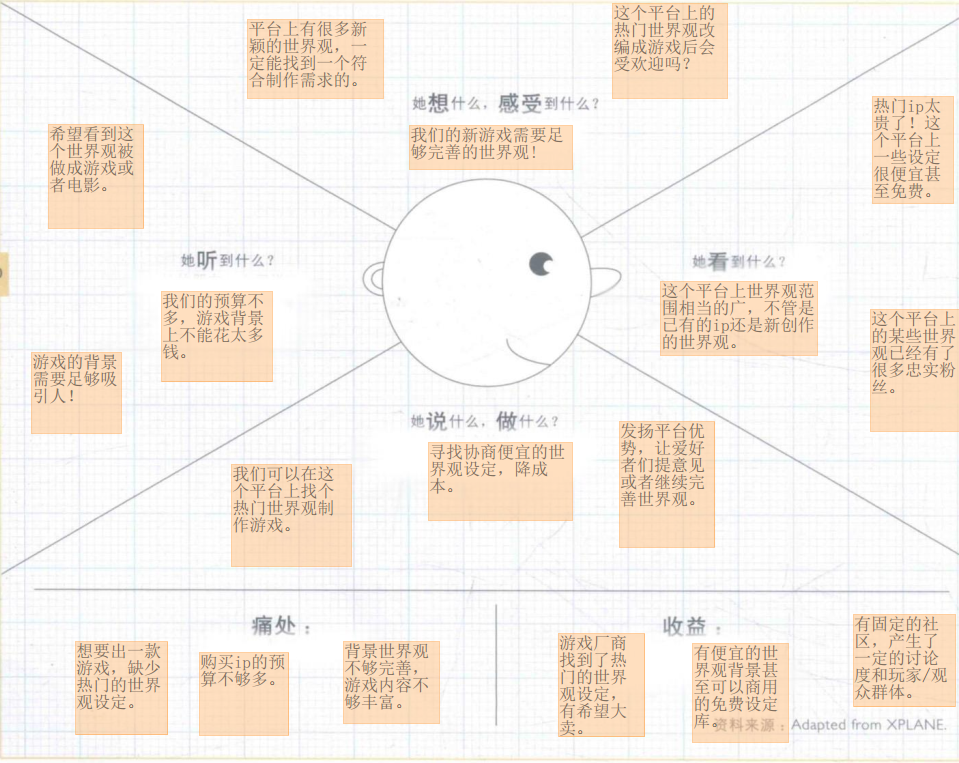 平台上有很多新
颖的世界观，一
定能找到一个符
合制作需求的。
这个平台上的
热门世界观改
编成游戏后会
受欢迎吗？
她想什么，感受到什么？
我们的新游戏需要足
够完善的世界观！
希望看到这
个世界观被
做成游戏或
者电影。
热门ip太
贵了！这
个平台上
一些设定
很便宜甚
至免费。
她听到什么？
她看到什么？
我们的预算不
多，游戏背景
上不能花太多
钱。
这个平台上世界观范
围相当的广，不管是
已有的ip还是新创作
的世界观。
游戏的背景
需要足够吸
引人！
这个平台上
的某些世界
观已经有了
很多忠实粉
丝。
她说什么，做什么？
寻找协商便宜的世
界观设定，降成
本。
发扬平台优
势，让爱好
者们提意见
或者继续完
善世界观。
我们可以在这
个平台上找个
热门世界观制
作游戏。
痛处：
想要出一款
游戏，缺少
热门的世界
观设定。
购买ip的预
算不够多。
背景世界观
不够完善，
游戏内容不
够丰富。
收益：
游戏厂商
找到了热
门的世界
观设定，
有希望大
卖。
有便宜的世
界观背景甚
至可以商用
的免费设定
库。
有固定的社
区，产生了
一定的讨论
度和玩家/观
众群体。
资料来源：Adapted from XPLANE.